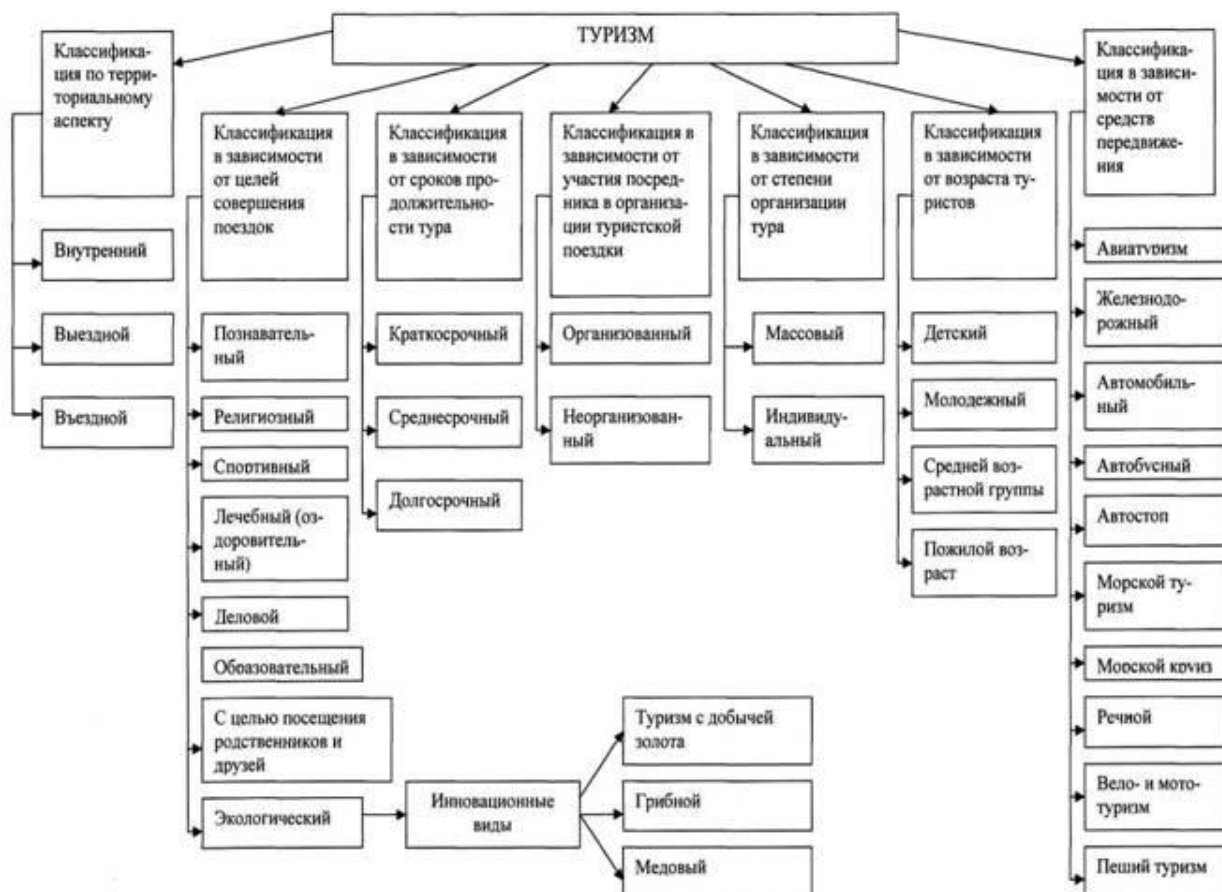 ТУРИЗМ
Классифика-
ция по терри-
ториальному
аспекту
Внутренний
Выездной
Въездной
Классификация
в зависимости
от целей
совершения
поездок
Познаватель-
ный
Религиозный
Спортивный
Лечебный (оз-
доровитель-
ный)
Деловой
Образовательный
С целью посещения
родственников и
друзей
Экологический
Инновационные
виды
Туризм с добычей
золота
Грибной
Медовый
Классификация
в зависимости
от сроков про-
должительно-
сти тура
Краткосрочный
Среднесрочный
Долгосрочный
Классификация в
зависимости от
участия посред-
ника в организа-
ции туристской
поездки
Организованный
Неорганизован-
ный
Классификация
в зависимости
от степени
организации
тура
Массовый
Индивиду-
альный
Классификация
в зависимости
от возраста ту-
ристов
Детский
Молодежный
Средней воз-
растной группы
Пожилой воз-
раст
Классифика-
ция в зависи-
мости от
средств
передвиже-
ния
Авиатуризм
Железнодо-
рожный
Автомобиль-
ный
Автобусный
Автостоп
Морской ту-
ризм
Морской круиз
Речной
Вело- и мото-
туризм
Пеший туризм